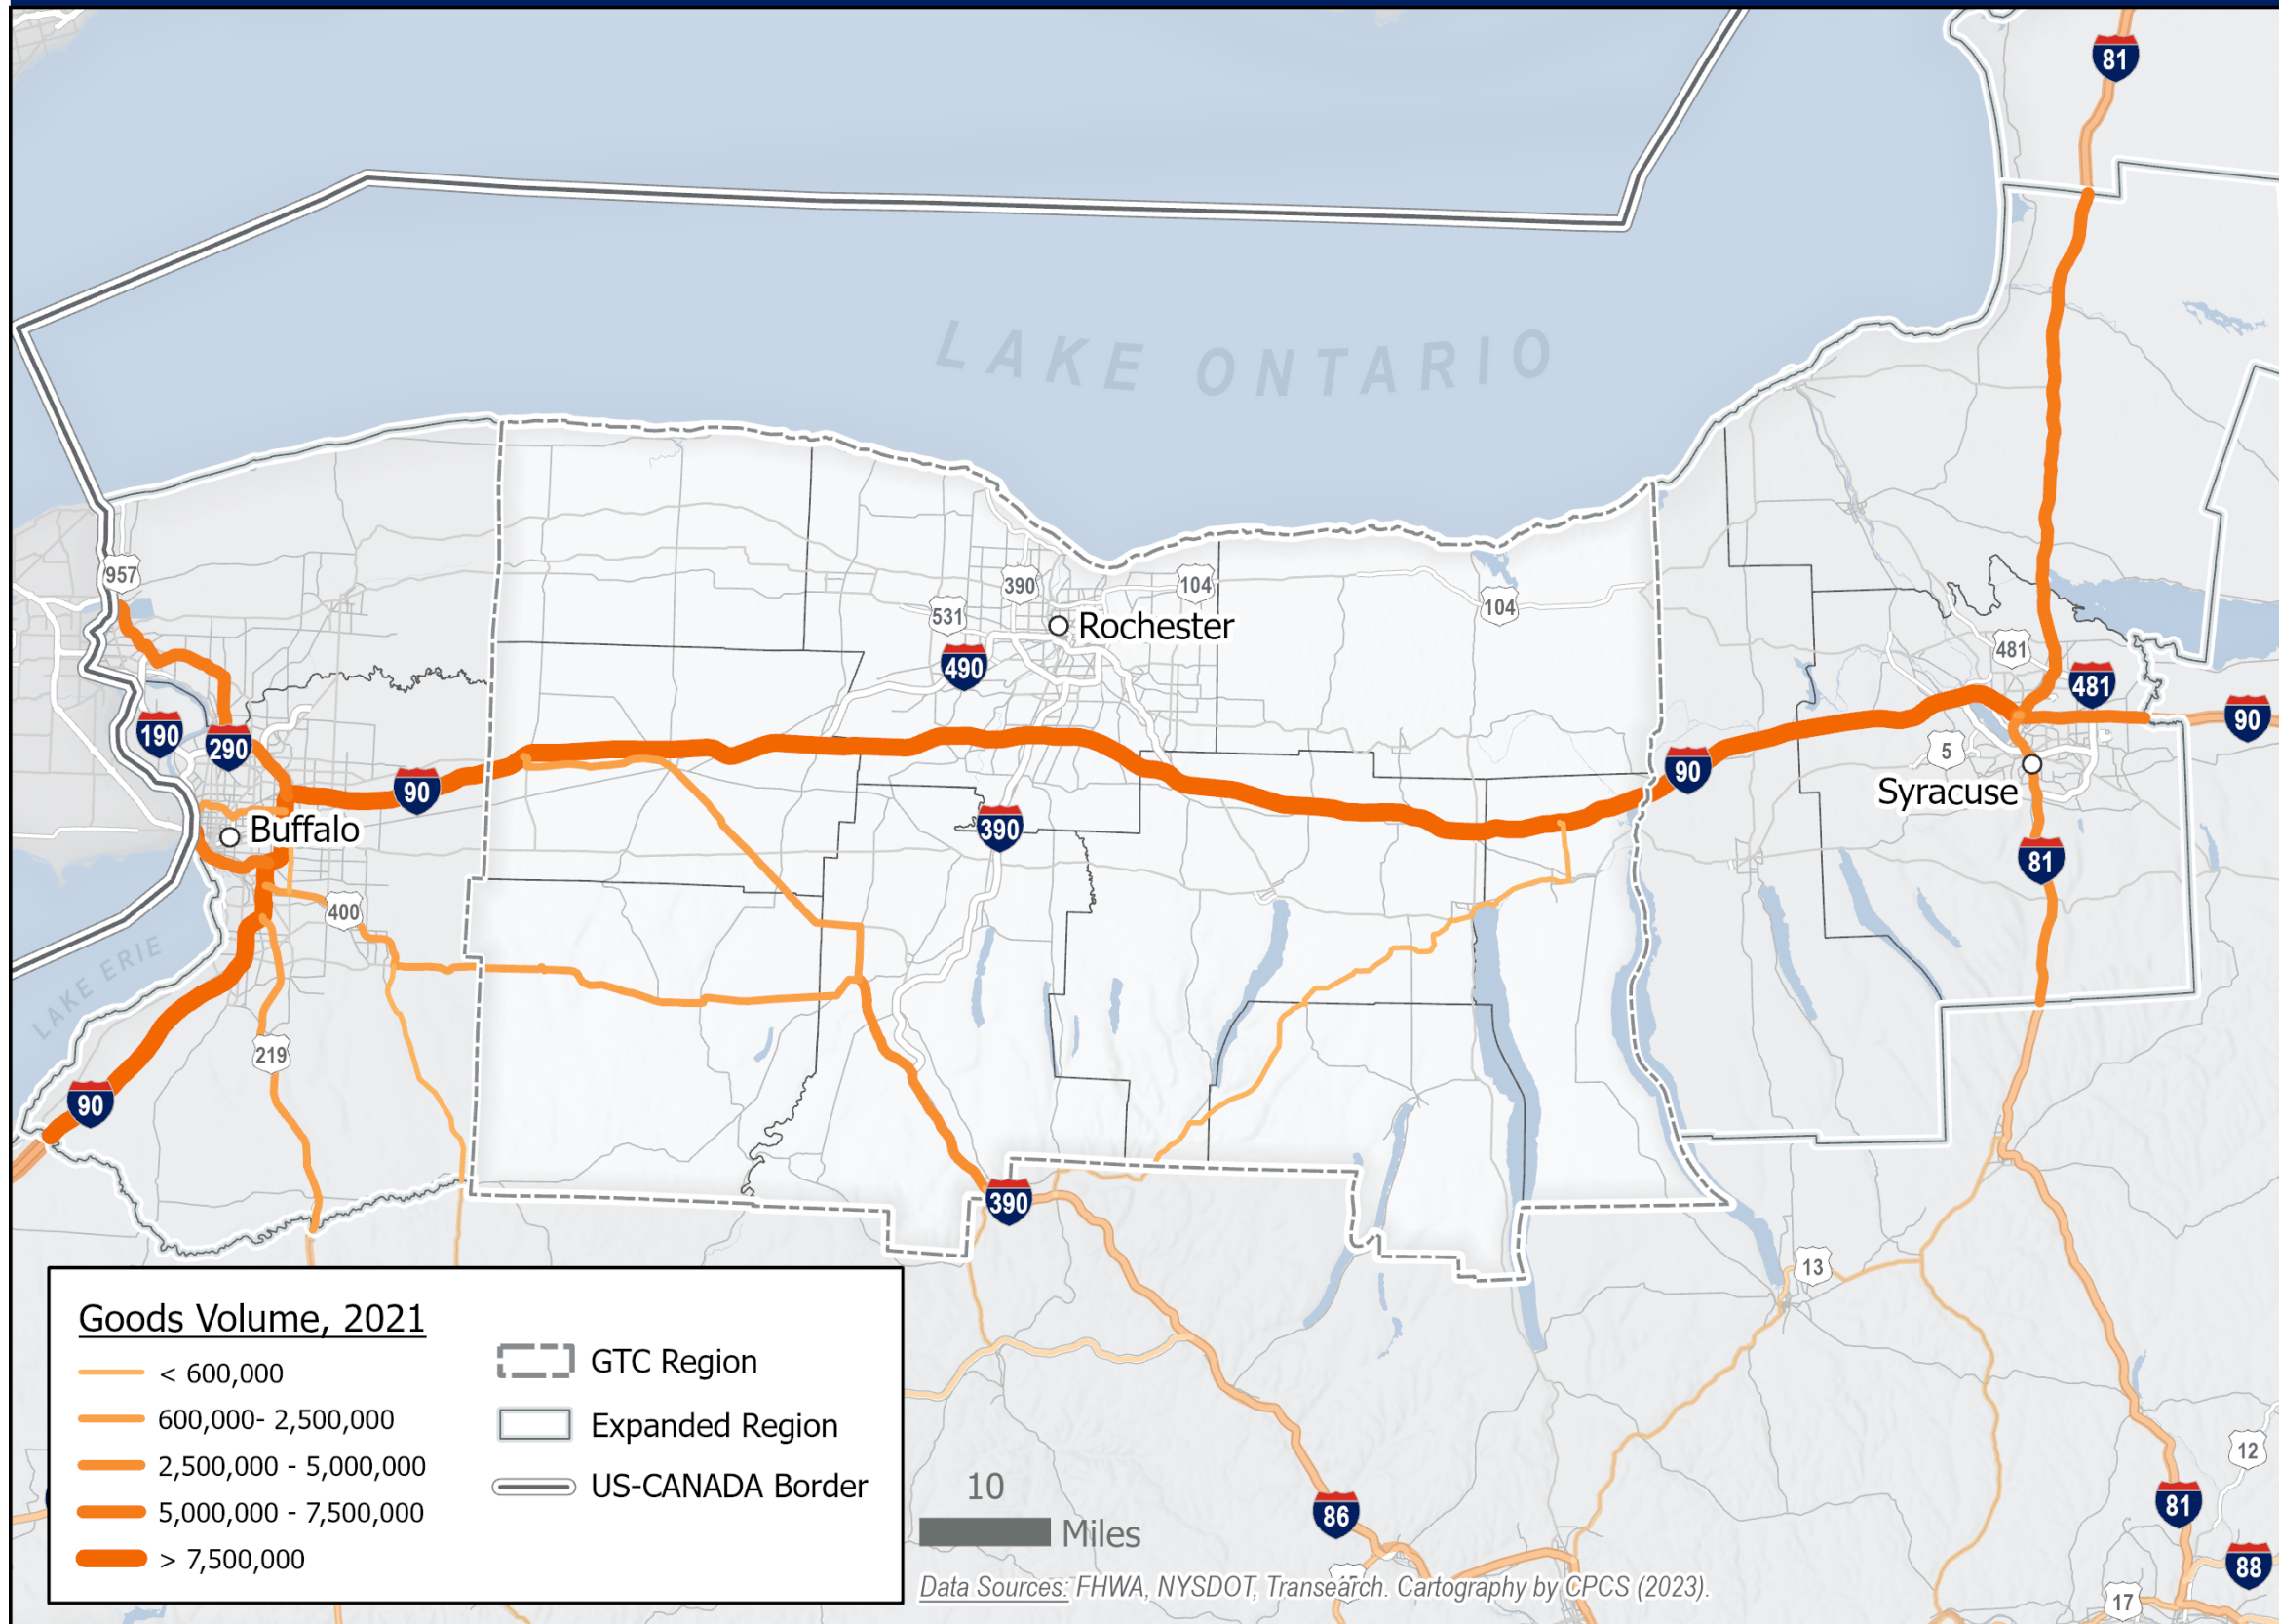 81
LAKE ONTARIO
957
390
104
531
104
Rochester
490
481
481
190
290
90
90
5
90
Syracuse
Buffalo
390
81
400
LAKE ERIE
219
90
390
13
Goods Volume, 2021
< 600,000
600,000- 2,500,000
2,500,000 - 5,000,000
5,000,000 - 7,500,000
> 7,500,000
GTC Region
Expanded Region
US-CANADA Border
10
Miles
86
12
81
88
17
Data Sources: FHWA, NYSDOT, Transearch. Cartography by CPCS (2023).